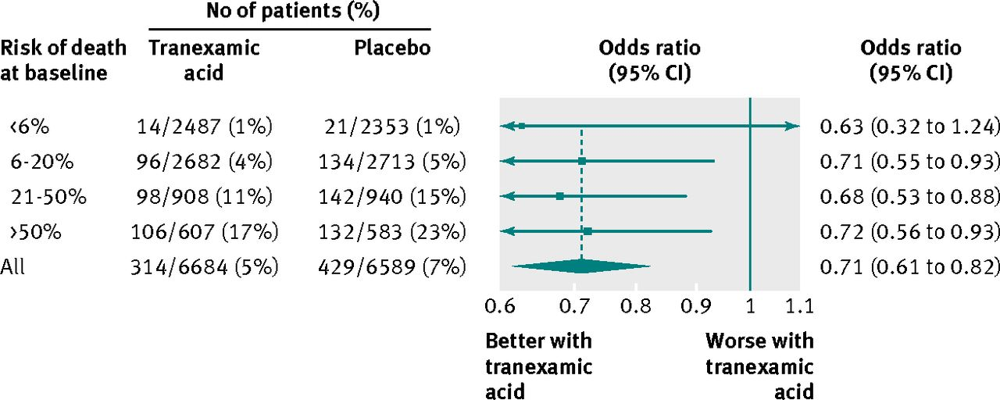 No of patients (%)
Risk of death at baseline Tranexamic acid Placebo Odds ratio (95% CI) Odds ratio (95% CI)
<6% 14/2487 (1%) 21/2353 (1%) 0.63 (0.32 to 1.24)
6-20% 96/2682 (4%) 134/2713 (5%) 0.71 (0.55 to 0.93)
21-50% 98/908 (11%) 142/940 (15%) 0.68 (0.53 to 0.88)
>50% 106/607 (17%) 132/583 (23%) 0.72 (0.56 to 0.93)
All 314/6684 (5%) 429/6589 (7%) 0.71 (0.61 to 0.82)
0.6 0.7 0.8 0.9 1 1.1
Better with tranexamic acid Worse with tranexamic acid